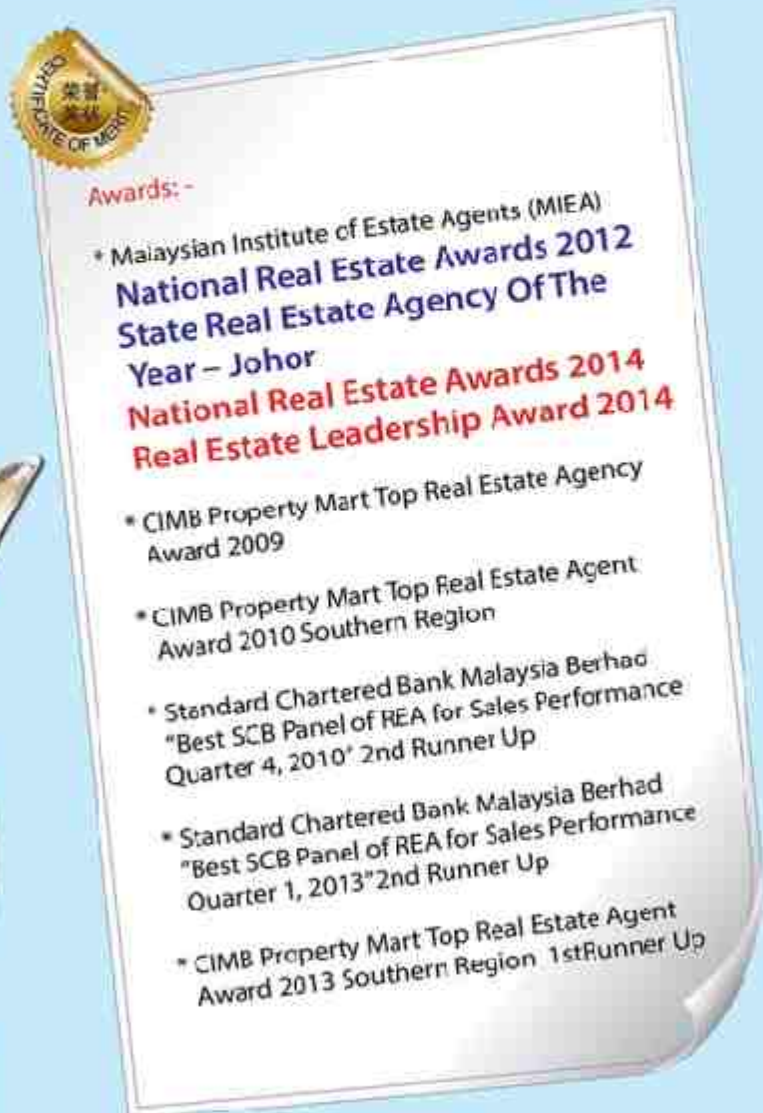 CERTIFICATE OF MERIT
荣誉
Awards: -
* Malaysian Institute of Estate Agents (MIEA)
National Real Estate Awards 2012
State Real Estate Agency Of The
Year – Johor
National Real Estate Awards 2014
Real Estate Leadership Award 2014
* CIMB Property Mart Top Real Estate Agency
Award 2009
* CIMB Property Mart Top Real Estate Agent
Award 2010 Southern Region
* Standard Chartered Bank Malaysia Berhad
"Best SCB Panel of REA for Sales Performance
Quarter 4, 2010" 2nd Runner Up
* Standard Chartered Bank Malaysia Berhad
"Best SCB Panel of REA for Sales Performance
Quarter 1, 2013"2nd Runner Up
* CIMB Property Mart Top Real Estate Agent
Award 2013 Southern Region 1stRunner Up